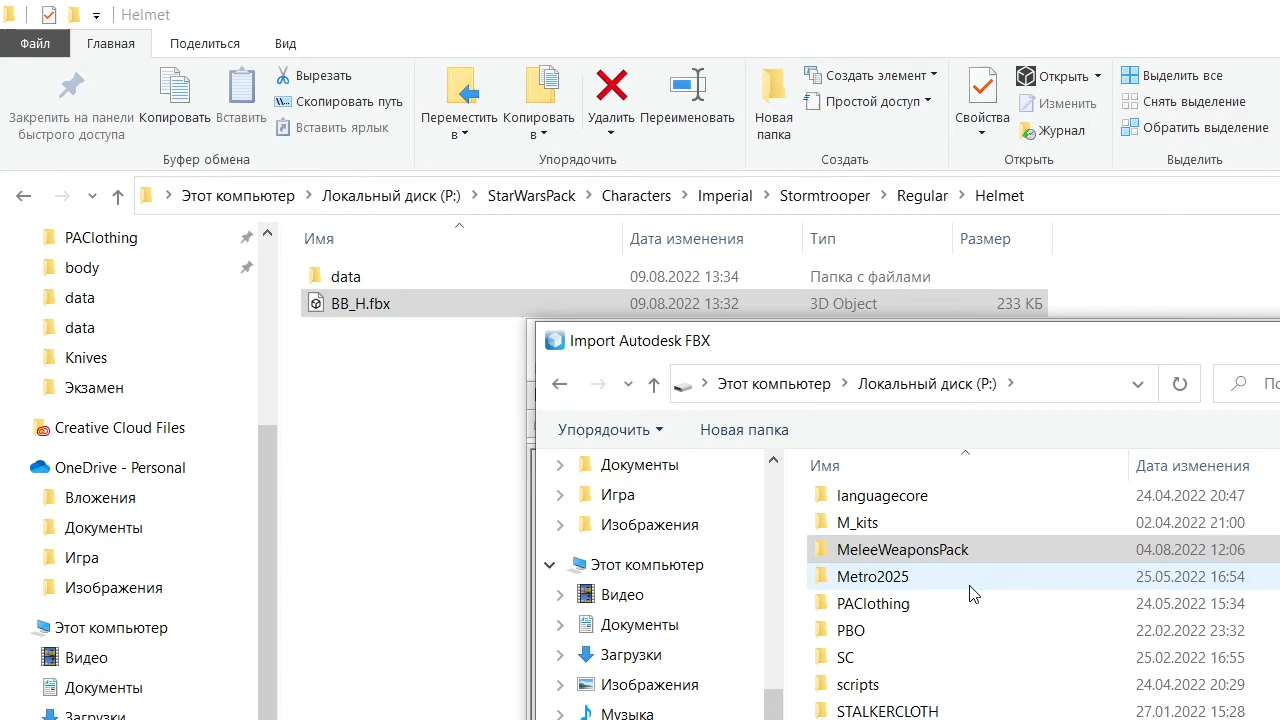 Helmet
Файл Главная Поделиться Вид
Закрепить на панели быстрого доступа
Копировать
Вставить
Вырезать
Скопировать путь
Вставить ярлык
Буфер обмена
Переместить в
Копировать в
Удалить
Переименовать
Упорядочить
Новая папка
Создать элемент
Простой доступ
Создать
Свойства
Открыть
Изменить
Журнал
Открыть
Выделить все
Снять выделение
Обратить выделение
Выделить
Этот компьютер Локальный диск (P:) StarWarsPack Characters Imperial Stormtrooper Regular Helmet
PAClothing
body
data
data
Knives
Экзамен
Creative Cloud Files
OneDrive - Personal
Вложения
Документы
Игра
Изображения
Этот компьютер
Видео
Документы
Загрузки
Имя Дата изменения Тип Размер
data 09.08.2022 13:34 Папка с файлами
BB_H.fbx 09.08.2022 13:32 3D Object 233 КБ
Import Autodesk FBX
Этот компьютер Локальный диск (P:)
Упорядочить Новая папка
Документы
Игра
Изображения
Этот компьютер
Видео
Документы
Загрузки
Изображения
Музыка
Имя Дата изменения
languagecore 24.04.2022 20:47
M_kits 02.04.2022 21:00
MeleeWeaponsPack 04.08.2022 12:06
Metro2025 25.05.2022 16:54
PAClothing 24.05.2022 15:34
PBO 22.02.2022 23:32
SC 25.02.2022 16:55
scripts 24.04.2022 20:29
STALKERCLOTH 27.01.2022 15:28